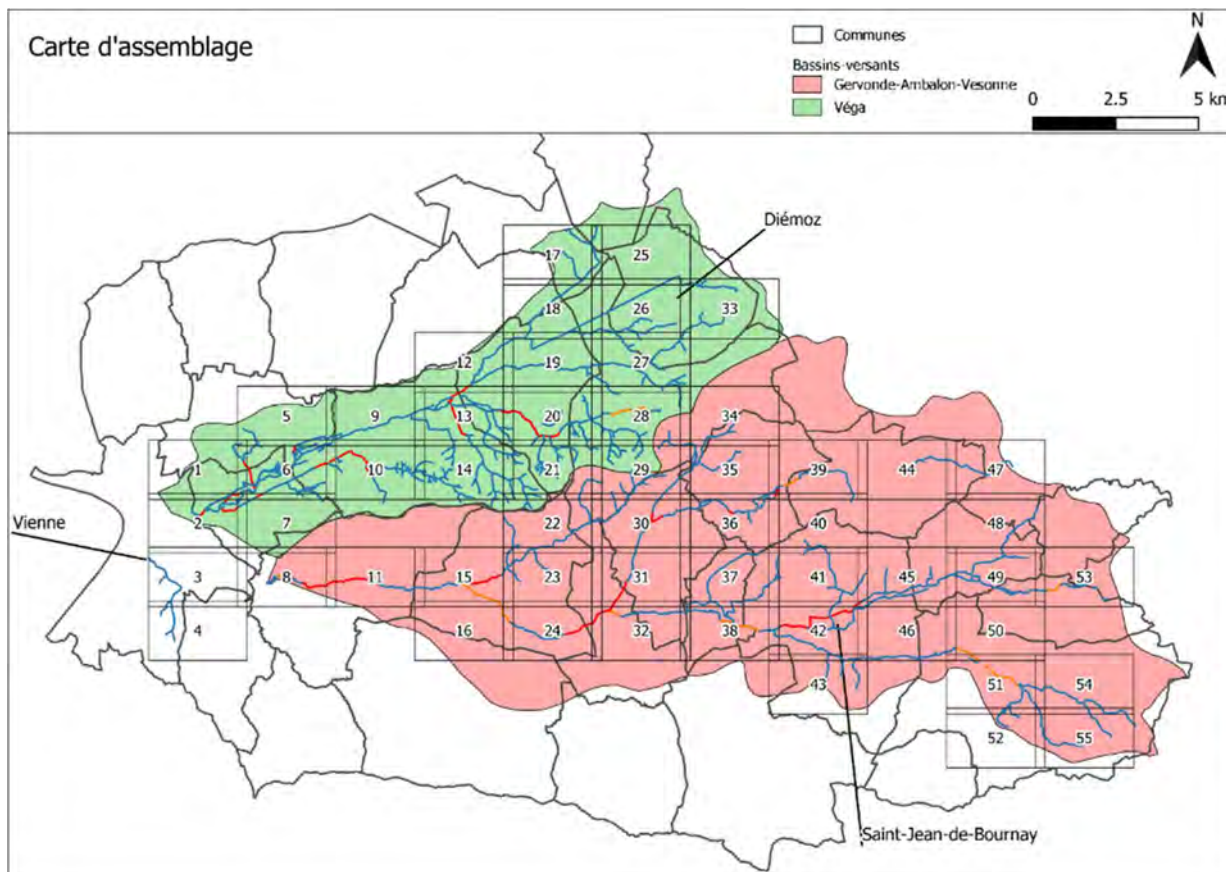 Carte d'assemblage
Communes
Bassins-versants
Gervonde-Ambalon-Vesonne
Véga
N
0 2.5 5 km
Diémoz
17 25
18 26 33
12 19 27
5 9 13 20 28 34
1 6 10 14 21 29 35 39 44 47
Vienne
2 7 22 30 36 40 48
3 8 11 15 23 31 37 41 45 49 53
4 16 24 32 38 42 46 50
43 51 54
52 55
Saint-Jean-de-Bournay